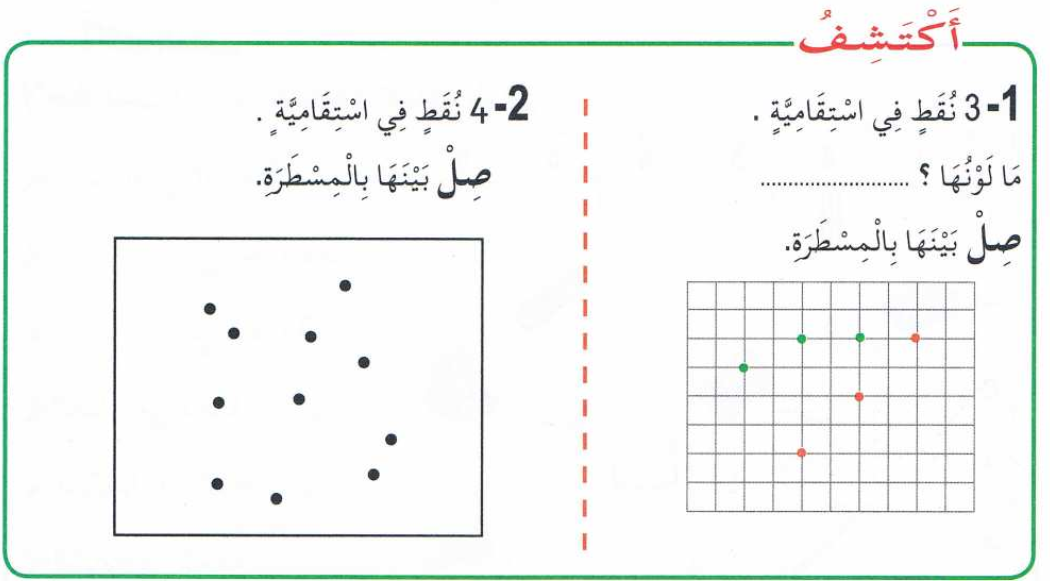 أَكْتَشِفُ
1- 3 نُقَطٍ فِي اسْتِقَامِيَّةٍ .
مَا لَوْنُهَا ؟ ...........................
صِلْ بَيْنَهَا بِالْمِسْطَرَةِ.
2- 4 نُقَطٍ فِي اسْتِقَامِيَّةٍ .
صِلْ بَيْنَهَا بِالْمِسْطَرَةِ.